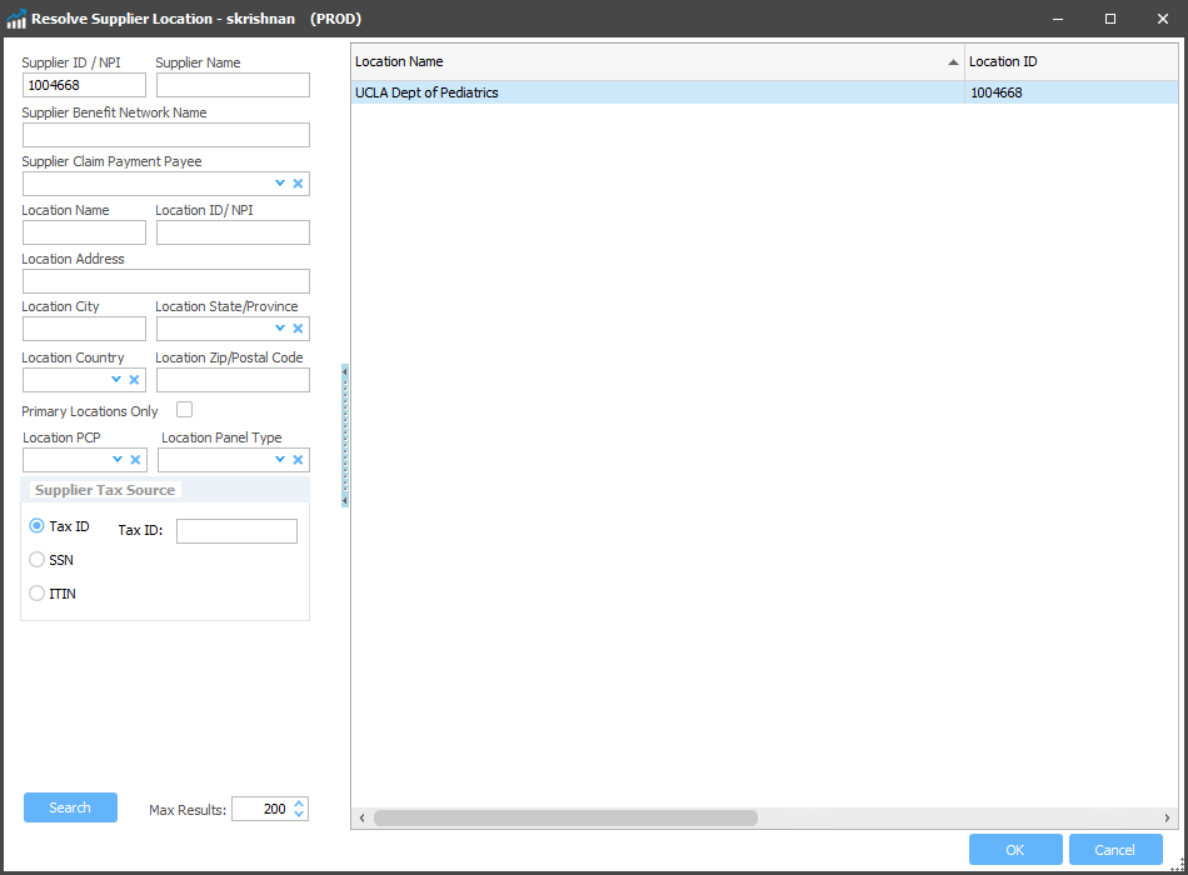 Resolve Supplier Location - skrishnan (PROD)
Supplier ID / NPI Supplier Name
1004668
Supplier Benefit Network Name
Supplier Claim Payment Payee
Location Name Location ID/ NPI
Location Address
Location City Location State/Province
Location Country Location Zip/Postal Code
Primary Locations Only
Location PCP Location Panel Type
Supplier Tax Source
Tax ID Tax ID:
SSN
ITIN
Search Max Results: 200
Location Name Location ID
UCLA Dept of Pediatrics 1004668
OK Cancel